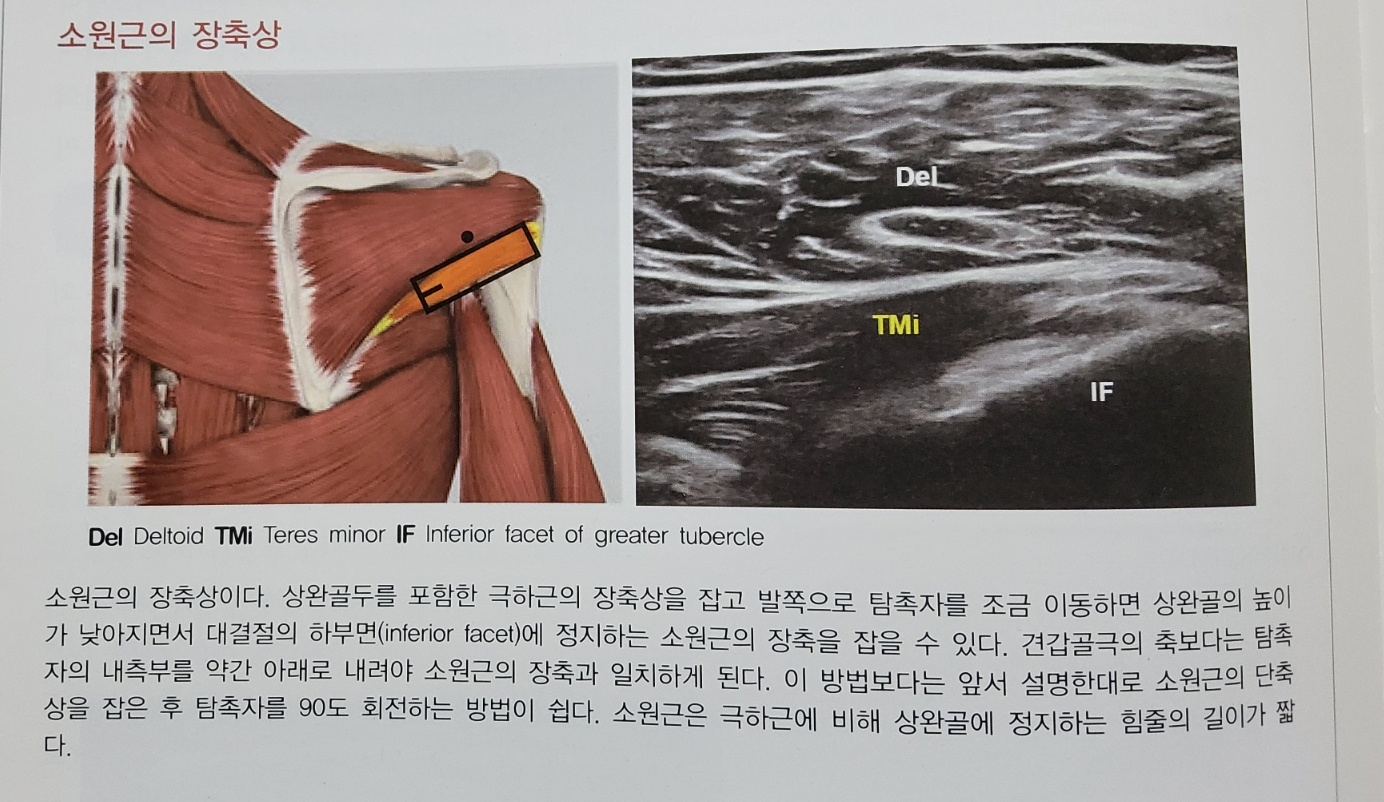 소원근의 장축상
Del
TMi
IF
Del Deltoid TMi Teres minor IF Inferior facet of greater tubercle
소원근의 장축상이다. 상완골두를 포함한 극하근의 장축상을 잡고 발쪽으로 탐촉자를 조금 이동하면 상완골의 높이
가 낮아지면서 대결절의 하부면(inferior facet)에 정지하는 소원근의 장축을 잡을 수 있다. 견갑골극의 축보다는 탐촉
자의 내측부를 약간 아래로 내려야 소원근의 장축과 일치하게 된다. 이 방법보다는 앞서 설명한대로 소원근의 단축
상을 잡은 후 탐촉자를 90도 회전하는 방법이 쉽다. 소원근은 극하근에 비해 상완골에 정지하는 힘줄의 길이가 짧
다.